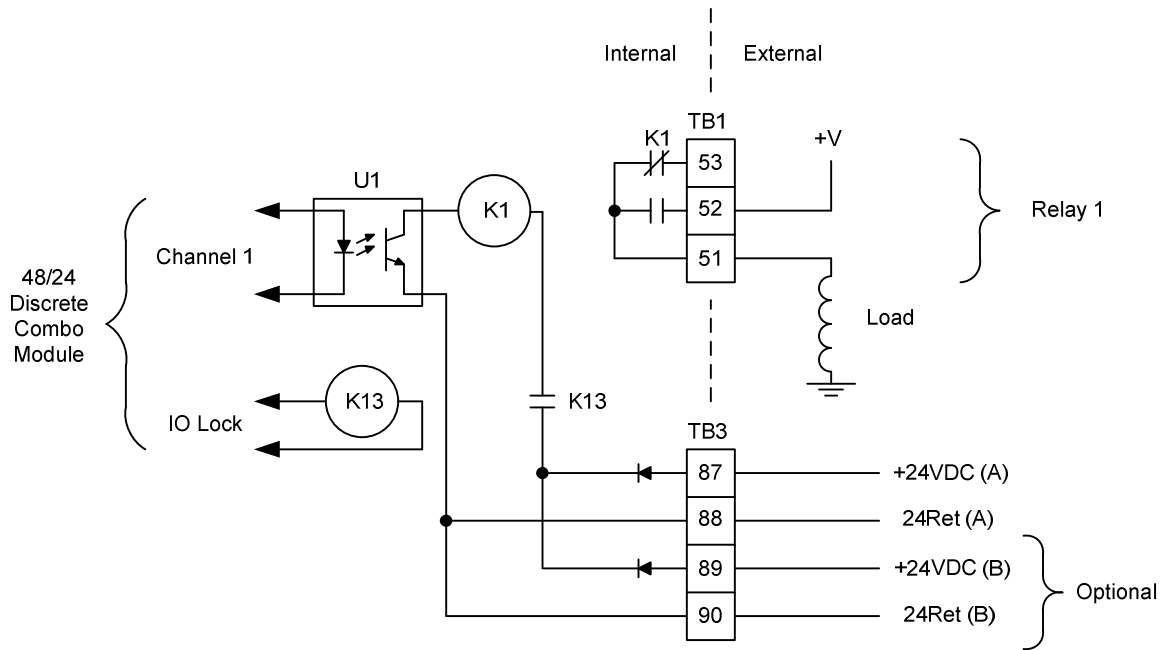 Internal
External
TB1
K1
53
+V
U1
52
K1
Relay 1
51
Channel 1
48/24
Discrete
Combo
Module
Load
K13
K13
IO Lock
TB3
87
+24VDC (A)
88
24Ret (A)
89
+24VDC (B)
Optional
90
24Ret (B)